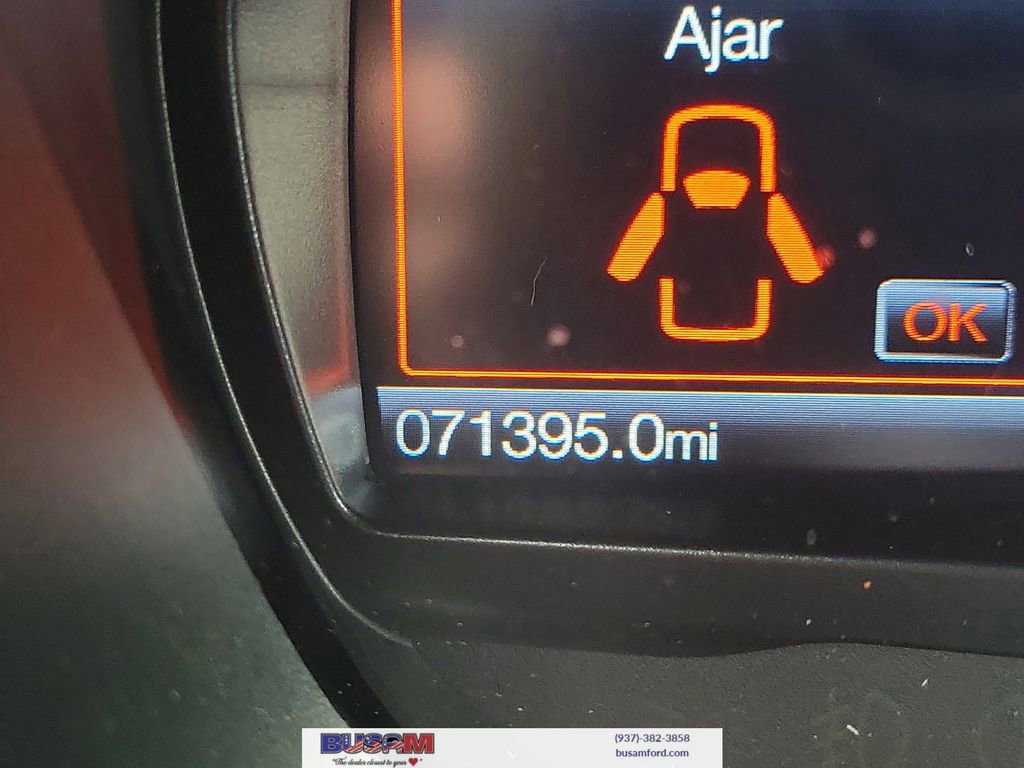 Ajar
OK
071395.0mi
BUSAM
"The dealer closest to your ❤"
(937)-382-3858
busamford.com